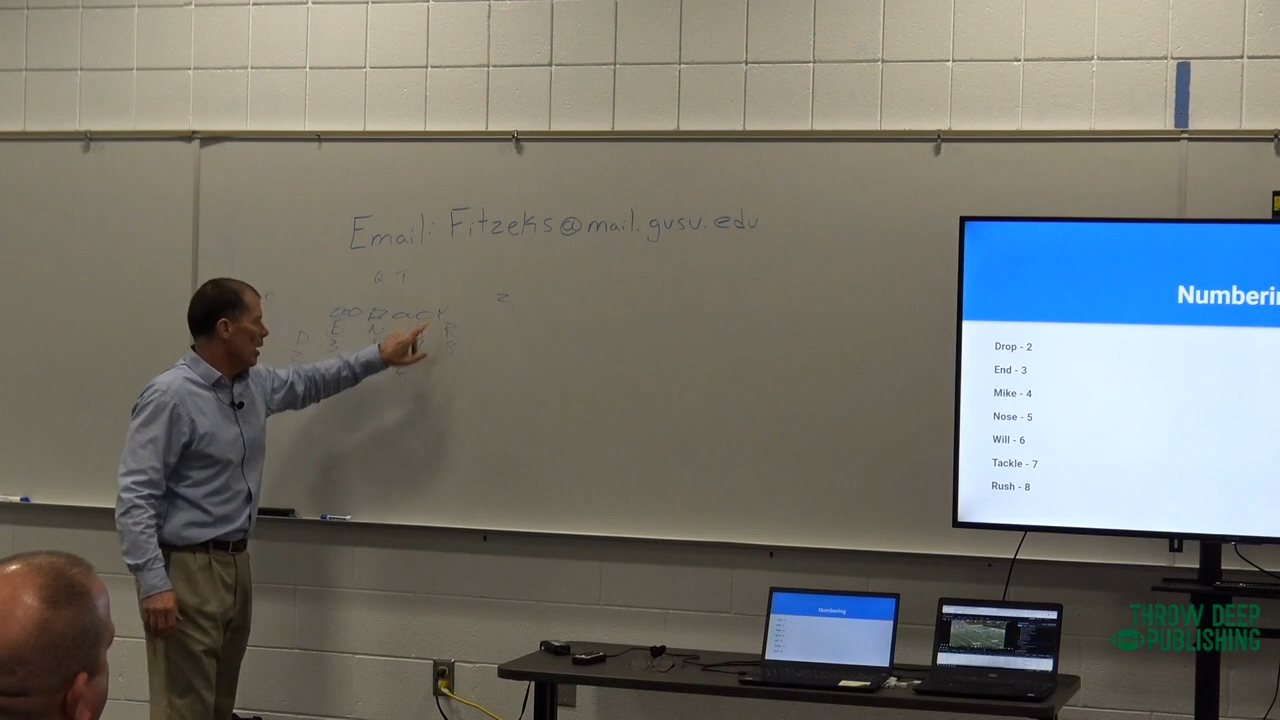 Email: Fitzeks@mail.gvsu.edu
Q T
Z
E N R
D
Numberin
Drop - 2
End - 3
Mike - 4
Nose - 5
Will - 6
Tackle - 7
Rush - 8
Numbering
THROW DEEP
PUBLISHING